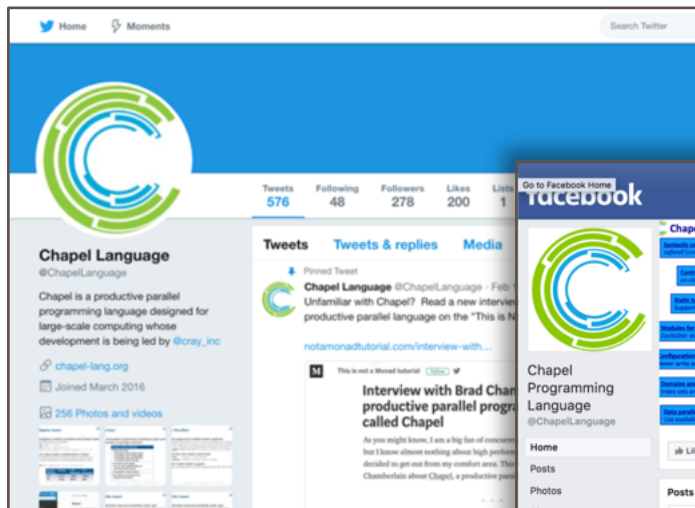 Home Moments Search Twitter
Tweets Following Followers Likes Lists
576 48 278 200 1
Chapel Language
@ChapelLanguage
Chapel is a productive parallel
programming language designed for
large-scale computing whose
development is being led by @cray_inc
chapel-lang.org
Joined March 2016
256 Photos and videos
Tweets Tweets & replies Media
Pinned Tweet
Chapel Language @ChapelLanguage · Feb
Unfamiliar with Chapel? Read a new intervie
productive parallel language on the "This is N
notamonadtutorial.com/interview-with...
M This is not a Monad tutorial Follow
Interview with Brad Chan
productive parallel progra
called Chapel
As you might know, I am a big fan of concurre
but I know almost nothing about high perform
decided to get out from my comfort area. This
Chamberlain about Chapel, a productive paral
Go to Facebook Home
facebook
Chape
Chapel
Programming
Language
@ChapelLanguage
Home
Posts
Photos
Li
Posts